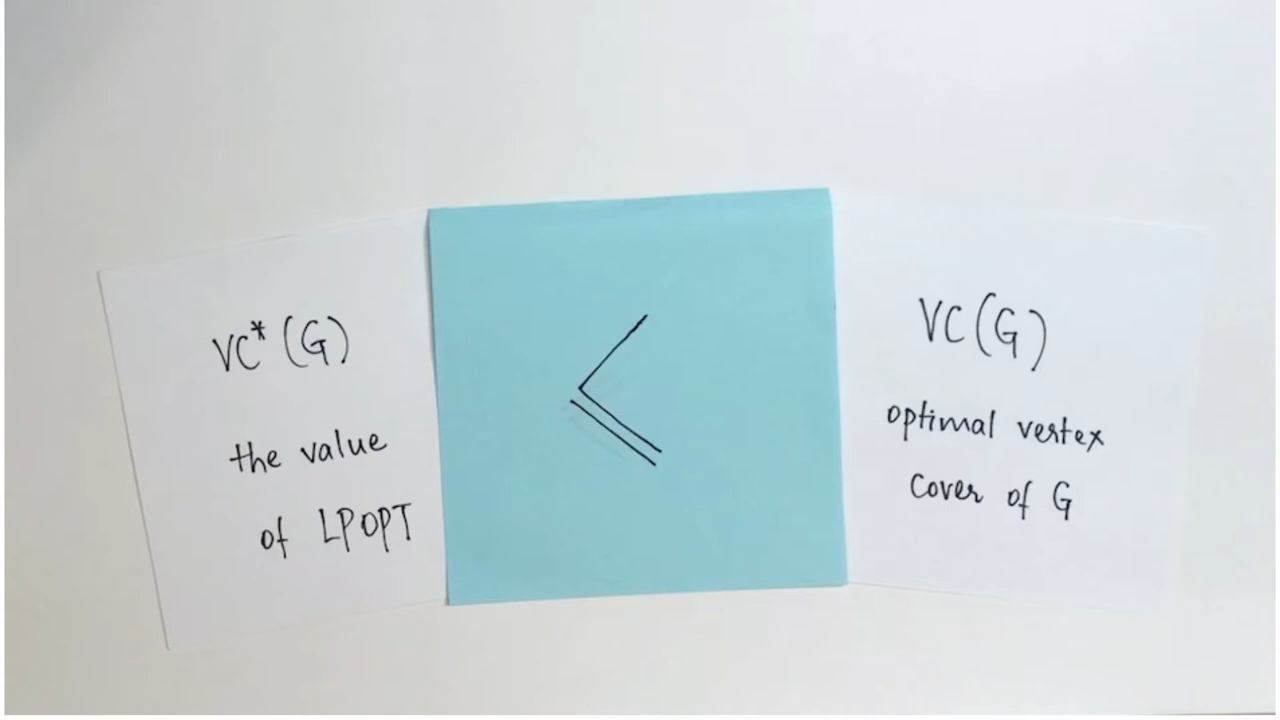 VC* (G)
the value
of LPOPT
≤
VC(G)
optimal vertex
cover of G